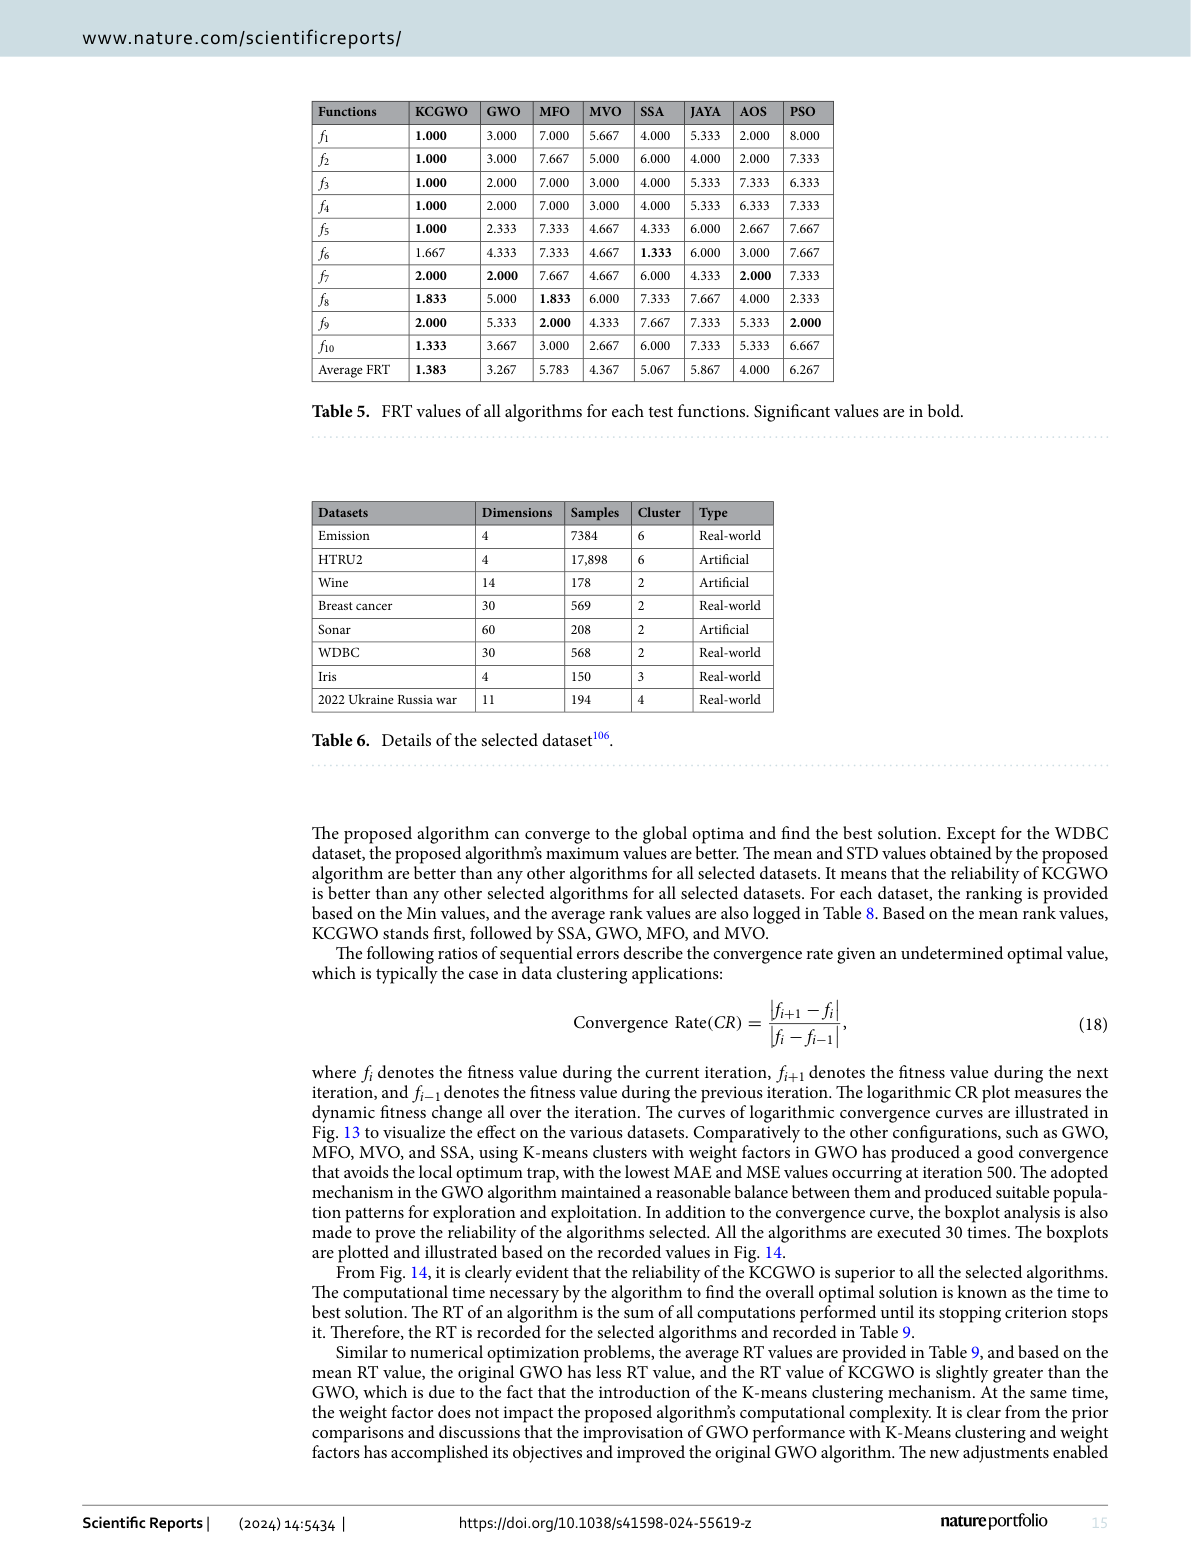 www.nature.com/scientificreports/
Functions KCGWO GWO MFO MVO SSA JAYA AOS PSO
f1 1.000 3.000 7.000 5.667 4.000 5.333 2.000 8.000
f2 1.000 3.000 7.667 5.000 6.000 4.000 2.000 7.333
f3 1.000 2.000 7.000 3.000 4.000 5.333 7.333 6.333
f4 1.000 2.000 7.000 3.000 4.000 5.333 6.333 7.333
f5 1.000 2.333 7.333 4.667 4.333 6.000 2.667 7.667
f6 1.667 4.333 7.333 4.667 1.333 6.000 3.000 7.667
f7 2.000 2.000 7.667 4.667 6.000 4.333 2.000 7.333
f8 1.833 5.000 1.833 6.000 7.333 7.667 4.000 2.333
f9 2.000 5.333 2.000 4.333 7.667 7.333 5.333 2.000
f10 1.333 3.667 3.000 2.667 6.000 7.333 5.333 6.667
Average FRT 1.383 3.267 5.783 4.367 5.067 5.867 4.000 6.267
Table 5. FRT values of all algorithms for each test functions. Significant values are in bold.
Datasets Dimensions Samples Cluster Type
Emission 4 7384 6 Real-world
HTRU2 4 17,898 6 Artificial
Wine 14 178 2 Artificial
Breast cancer 30 569 2 Real-world
Sonar 60 208 2 Artificial
WDBC 30 568 2 Real-world
Iris 4 150 3 Real-world
2022 Ukraine Russia war 11 194 4 Real-world
Table 6. Details of the selected dataset106.
The proposed algorithm can converge to the global optima and find the best solution. Except for the WDBC
dataset, the proposed algorithm's maximum values are better. The mean and STD values obtained by the proposed
algorithm are better than any other algorithms for all selected datasets. It means that the reliability of KCGWO
is better than any other selected algorithms for all selected datasets. For each dataset, the ranking is provided
based on the Min values, and the average rank values are also logged in Table 8. Based on the mean rank values,
KCGWO stands first, followed by SSA, GWO, MFO, and MVO.
The following ratios of sequential errors describe the convergence rate given an undetermined optimal value,
which is typically the case in data clustering applications:
Convergence Rate(CR) = |fi+1 − fi| / |fi − fi−1|, (18)
where fi denotes the fitness value during the current iteration, fi+1 denotes the fitness value during the next
iteration, and fi−1 denotes the fitness value during the previous iteration. The logarithmic CR plot measures the
dynamic fitness change all over the iteration. The curves of logarithmic convergence curves are illustrated in
Fig. 13 to visualize the effect on the various datasets. Comparatively to the other configurations, such as GWO,
MFO, MVO, and SSA, using K-means clusters with weight factors in GWO has produced a good convergence
that avoids the local optimum trap, with the lowest MAE and MSE values occurring at iteration 500. The adopted
mechanism in the GWO algorithm maintained a reasonable balance between them and produced suitable popula-
tion patterns for exploration and exploitation. In addition to the convergence curve, the boxplot analysis is also
made to prove the reliability of the algorithms selected. All the algorithms are executed 30 times. The boxplots
are plotted and illustrated based on the recorded values in Fig. 14.
From Fig. 14, it is clearly evident that the reliability of the KCGWO is superior to all the selected algorithms.
The computational time necessary by the algorithm to find the overall optimal solution is known as the time to
best solution. The RT of an algorithm is the sum of all computations performed until its stopping criterion stops
it. Therefore, the RT is recorded for the selected algorithms and recorded in Table 9.
Similar to numerical optimization problems, the average RT values are provided in Table 9, and based on the
mean RT value, the original GWO has less RT value, and the RT value of KCGWO is slightly greater than the
GWO, which is due to the fact that the introduction of the K-means clustering mechanism. At the same time,
the weight factor does not impact the proposed algorithm's computational complexity. It is clear from the prior
comparisons and discussions that the improvisation of GWO performance with K-Means clustering and weight
factors has accomplished its objectives and improved the original GWO algorithm. The new adjustments enabled
Scientific Reports | (2024) 14:5434 | https://doi.org/10.1038/s41598-024-55619-z natureportfolio 15